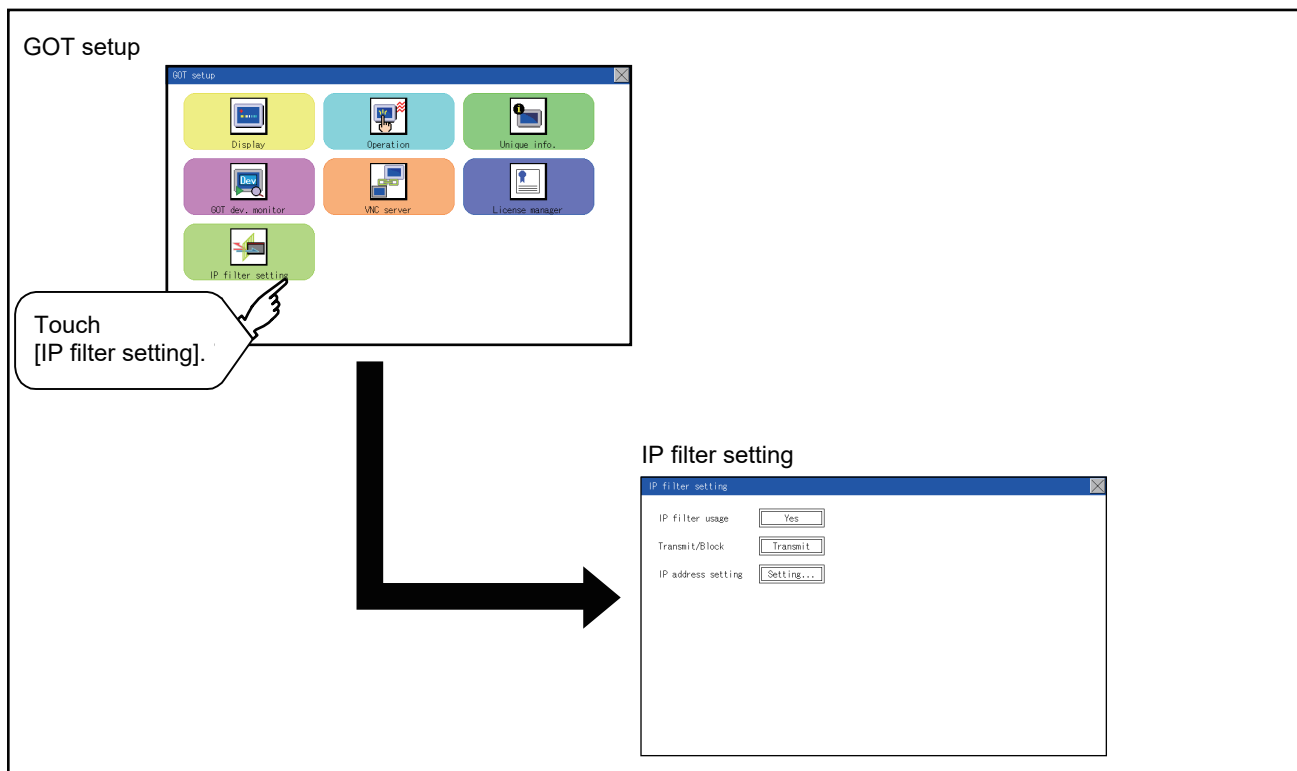 GOT setup
GOT setup
Display
Operation
Unique info.
Dev
GOT dev. monitor
VNC server
License manager
IP filter setting
Touch
[IP filter setting].
IP filter setting
IP filter setting
IP filter usage Yes
Transmit/Block Transmit
IP address setting Setting...